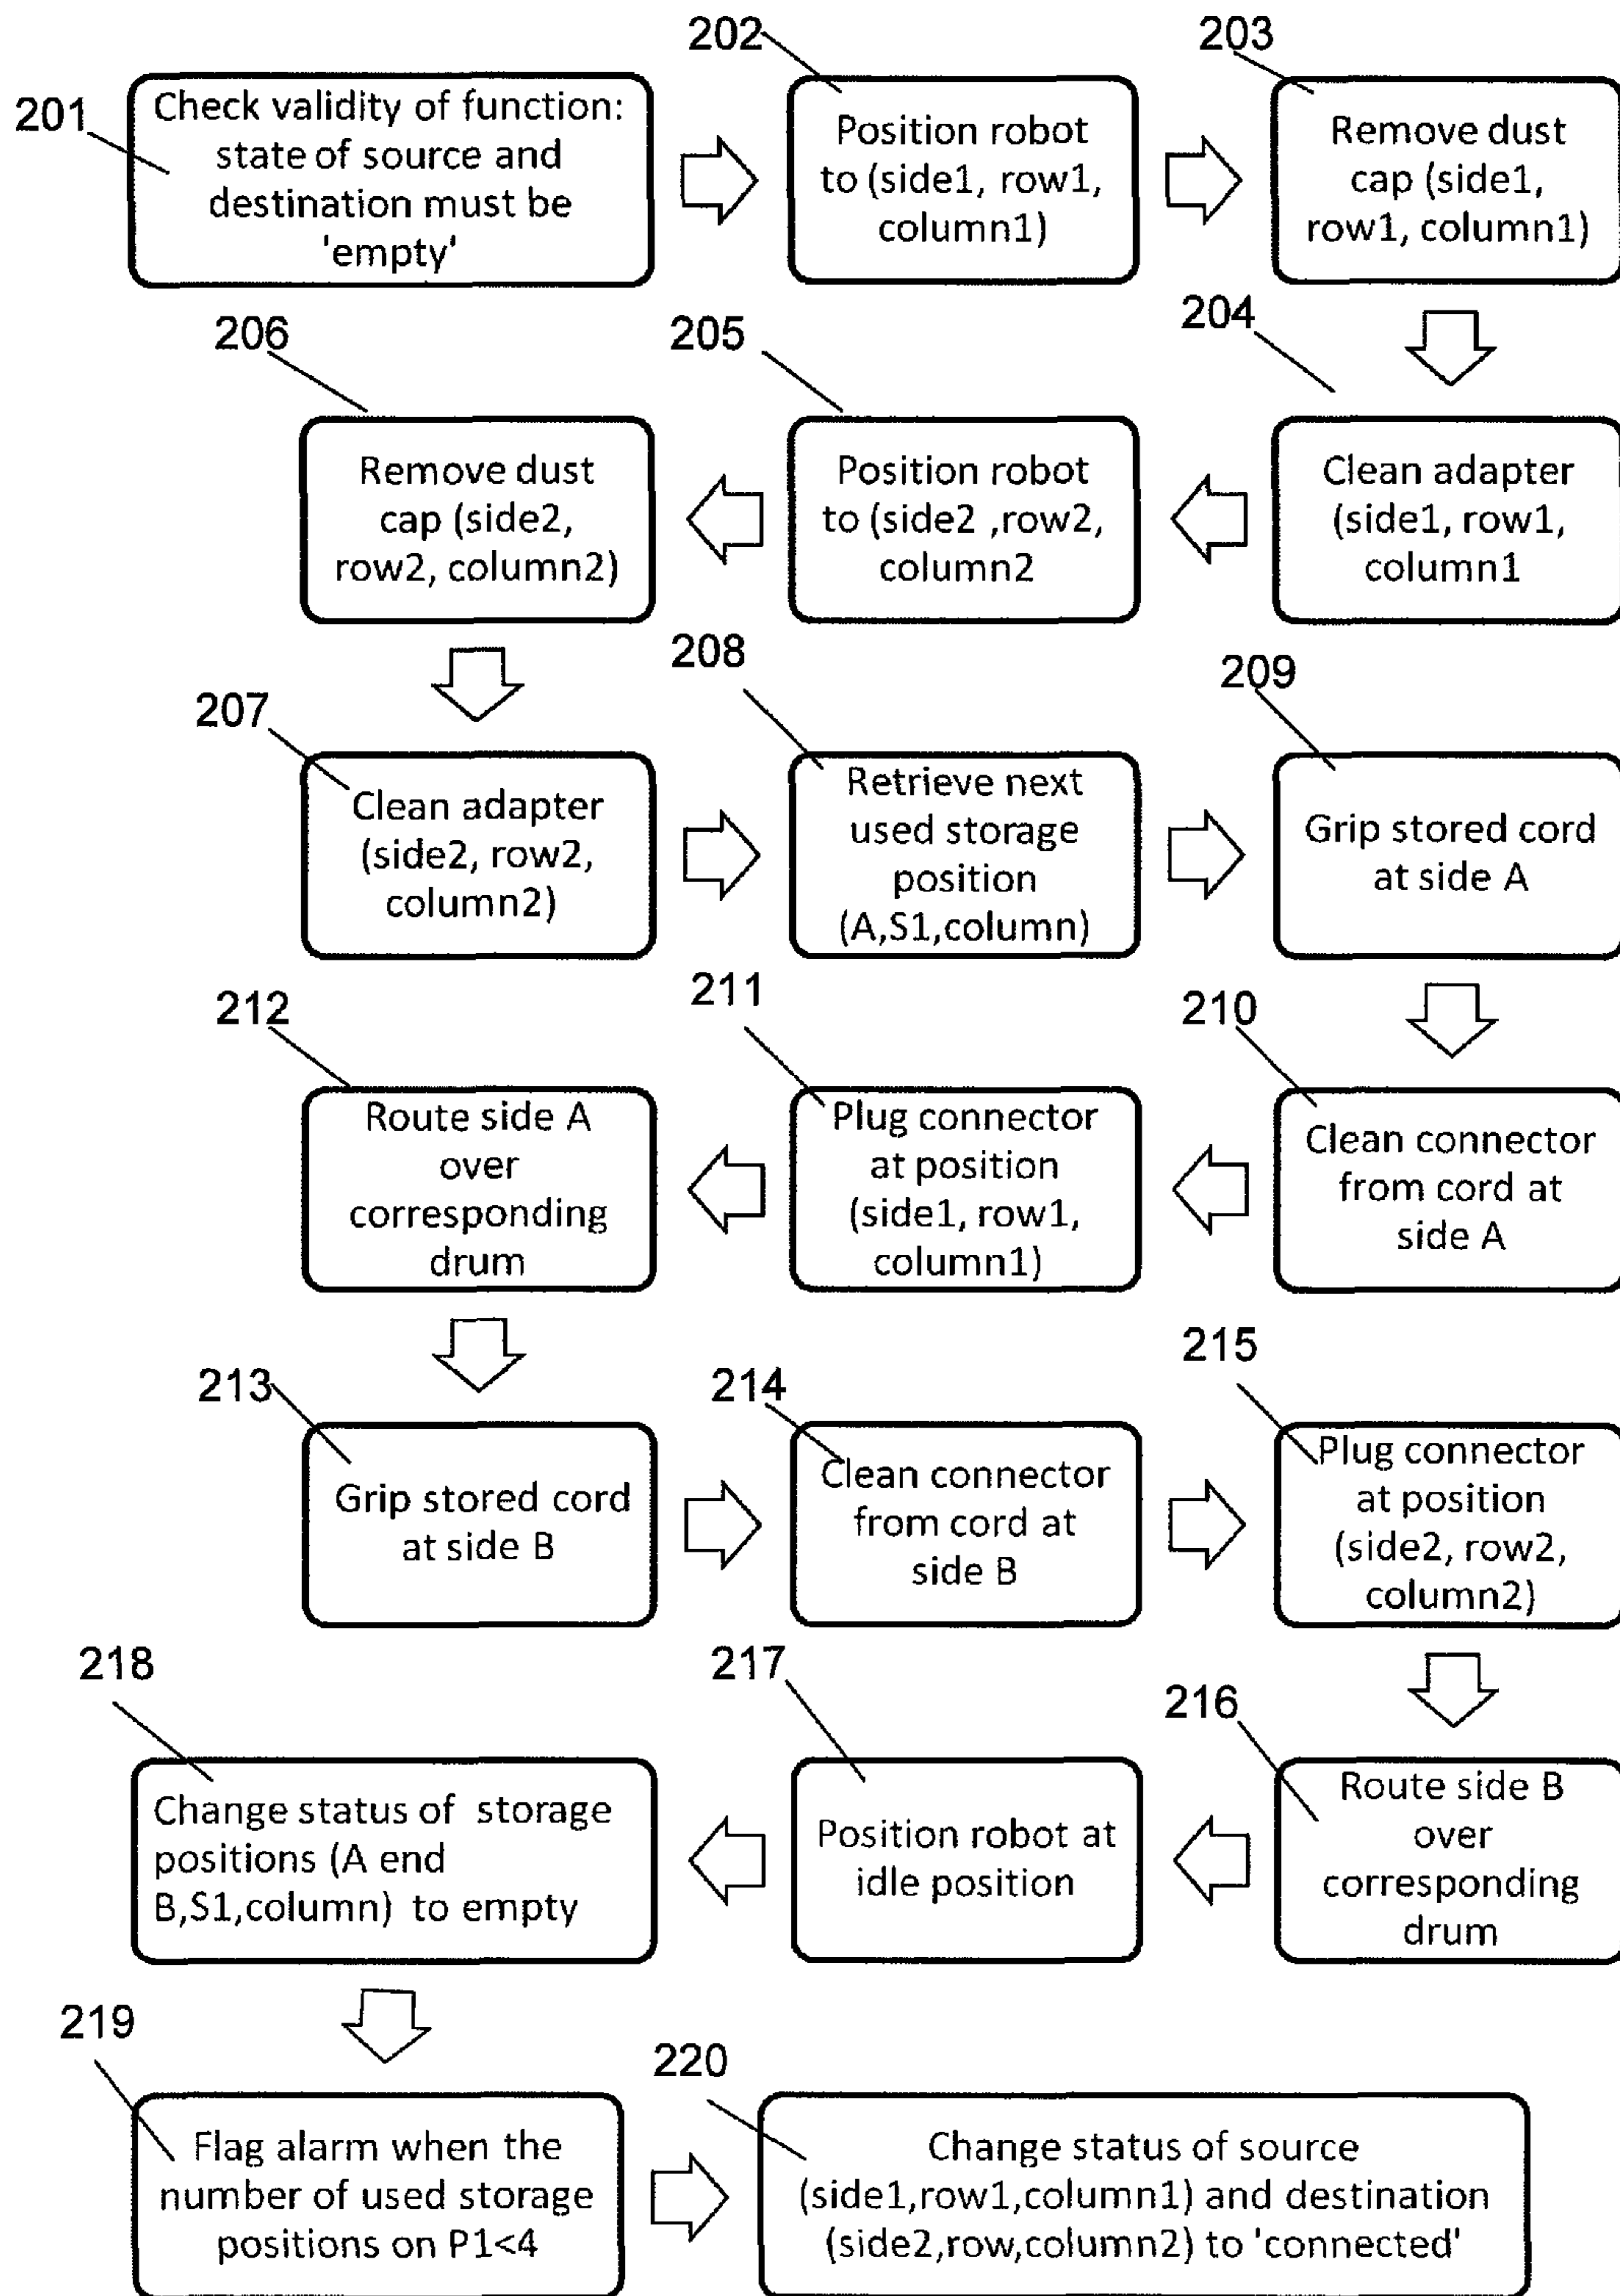 202
203
201
Check validity of function:
state of source and
destination must be
'empty'
Position robot
to (side1, row1,
column1)
Remove dust
cap (side1,
row1, column1)
206
205
204
Remove dust
cap (side2,
row2, column2)
Position robot
to (side2 ,row2,
column2
Clean adapter
(side1, row1,
column1
207
208
209
Clean adapter
(side2, row2,
column2)
Retrieve next
used storage
position
(A,S1,column)
Grip stored cord
at side A
212
211
210
Route side A
over
corresponding
drum
Plug connector
at position
(side1, row1,
column1)
Clean connector
from cord at
side A
213
214
215
Grip stored cord
at side B
Clean connector
from cord at
side B
Plug connector
at position
(side2, row2,
column2)
218
217
216
Change status of storage
positions (A end
B,S1,column) to empty
Position robot at
idle position
Route side B
over
corresponding
drum
219
220
Flag alarm when the
number of used storage
positions on P1<4
Change status of source
(side1,row1,column1) and destination
(side2,row,column2) to 'connected'